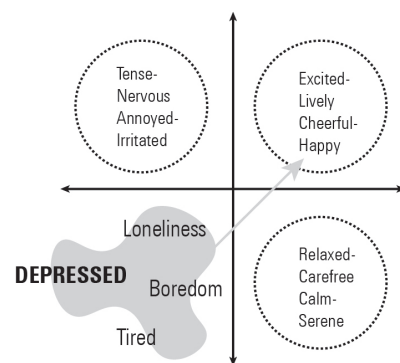 Tense-
Nervous
Annoyed-
Irritated
Excited-
Lively
Cheerful-
Happy
Loneliness
DEPRESSED
Boredom
Tired
Relaxed-
Carefree
Calm-
Serene